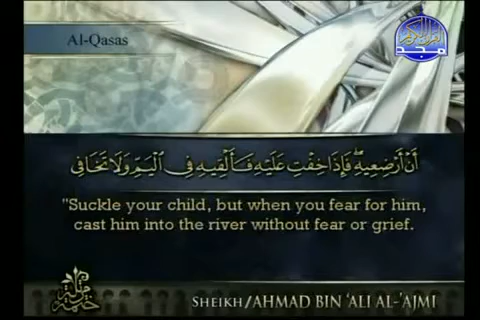 Al-Qasas
أَنْ أَرْضِعِيهِ ۖ فَإِذَا خِفْتِ عَلَيْهِ فَأَلْقِيهِ فِي الْيَمِّ وَلَا تَخَافِي
"Suckle your child, but when you fear for him,
cast him into the river without fear or grief.
SHEIKH/AHMAD BIN 'ALI AL-'AJMI